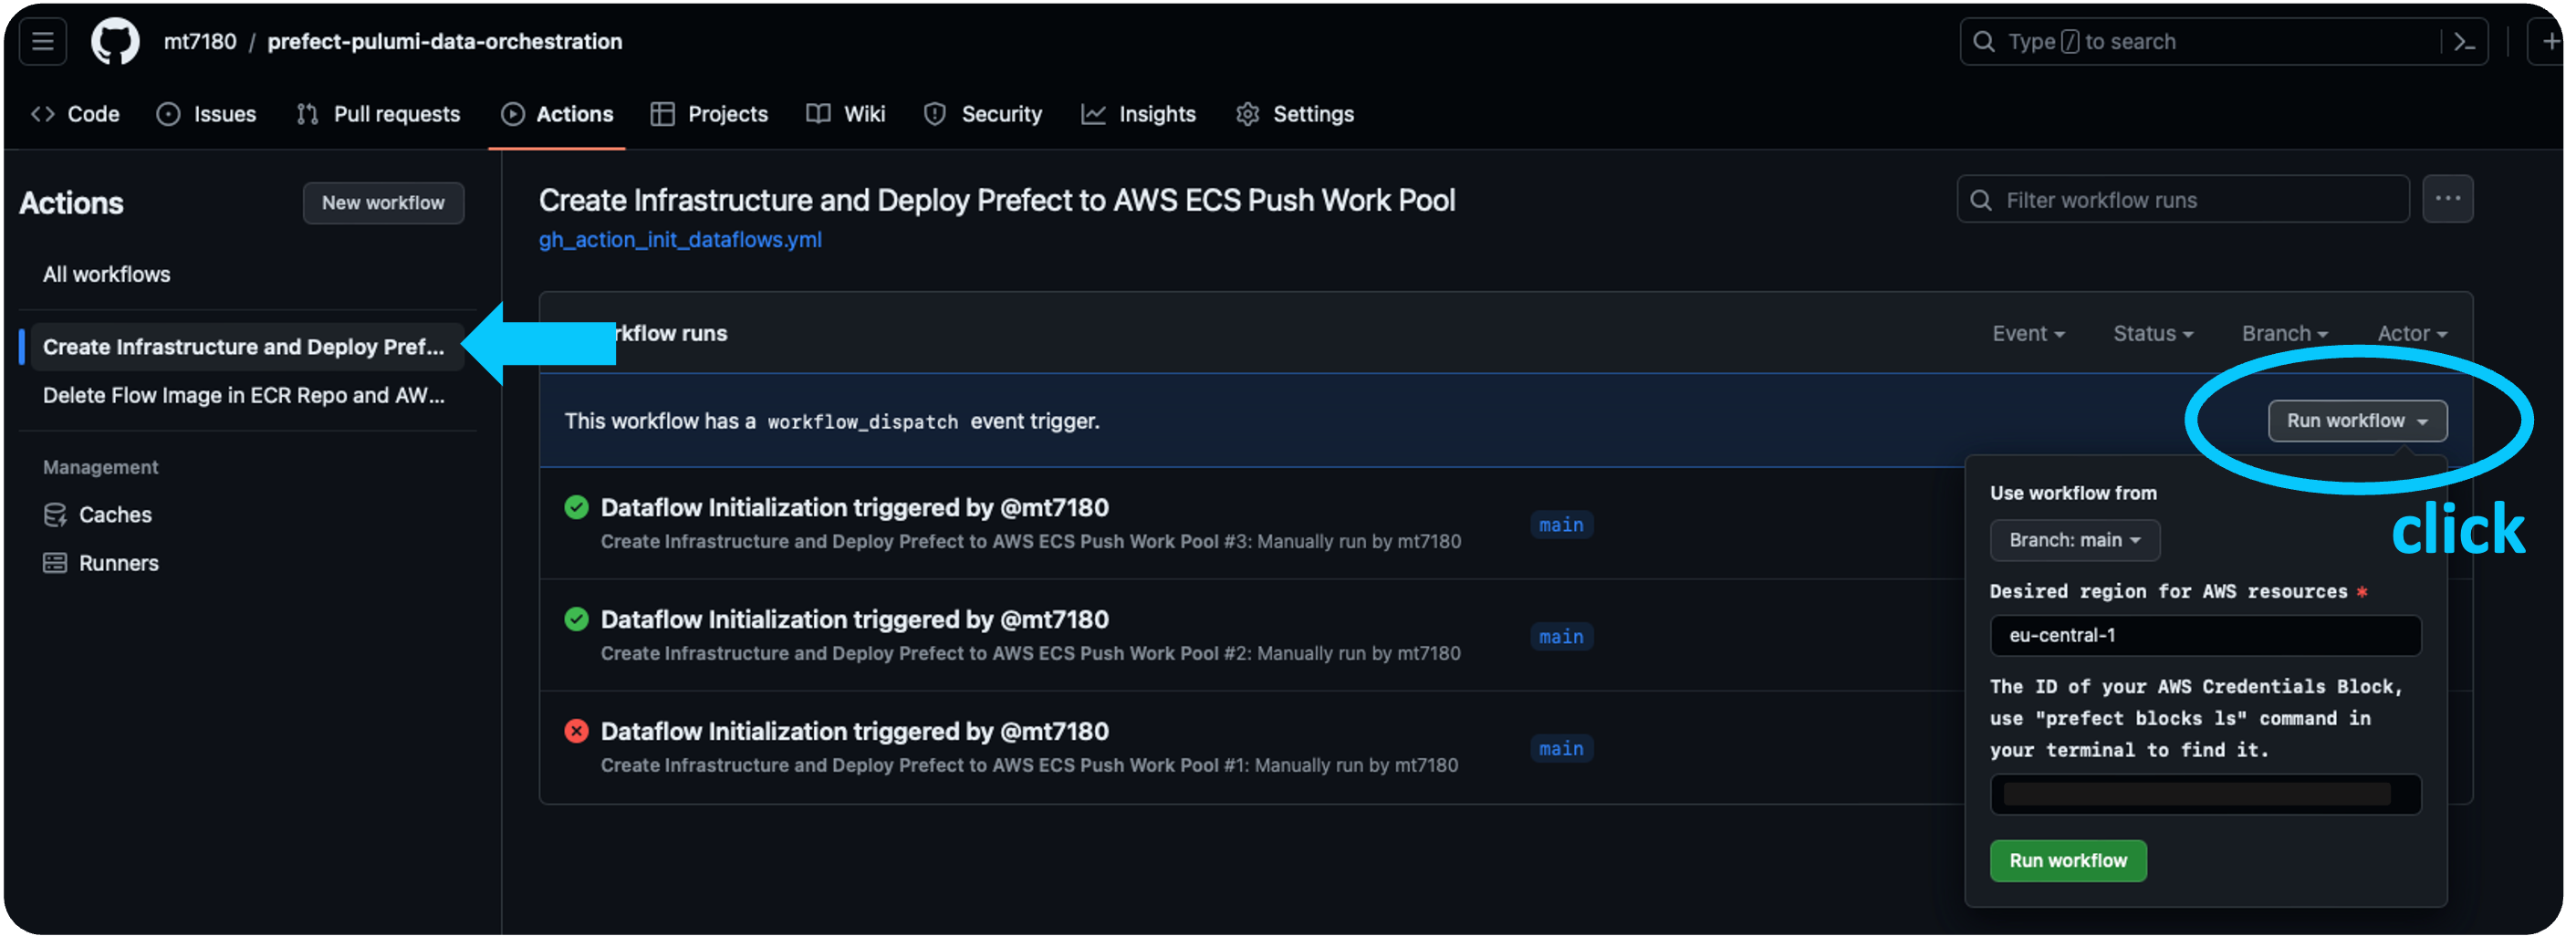 mt7180 / prefect-pulumi-data-orchestration
Type / to search
Code Issues Pull requests Actions Projects Wiki Security Insights Settings
Actions
New workflow
All workflows
Create Infrastructure and Deploy Pref...
Delete Flow Image in ECR Repo and AW...
Management
Caches
Runners
Create Infrastructure and Deploy Prefect to AWS ECS Push Work Pool
gh_action_init_dataflows.yml
Filter workflow runs
rkflow runs
Event Status Branch Actor
This workflow has a workflow_dispatch event trigger.
Run workflow
click
Dataflow Initialization triggered by @mt7180
Create Infrastructure and Deploy Prefect to AWS ECS Push Work Pool #3: Manually run by mt7180
main
Dataflow Initialization triggered by @mt7180
Create Infrastructure and Deploy Prefect to AWS ECS Push Work Pool #2: Manually run by mt7180
main
Dataflow Initialization triggered by @mt7180
Create Infrastructure and Deploy Prefect to AWS ECS Push Work Pool #1: Manually run by mt7180
main
Use workflow from
Branch: main
Desired region for AWS resources *
eu-central-1
The ID of your AWS Credentials Block,
use "prefect blocks ls" command in
your terminal to find it.
Run workflow